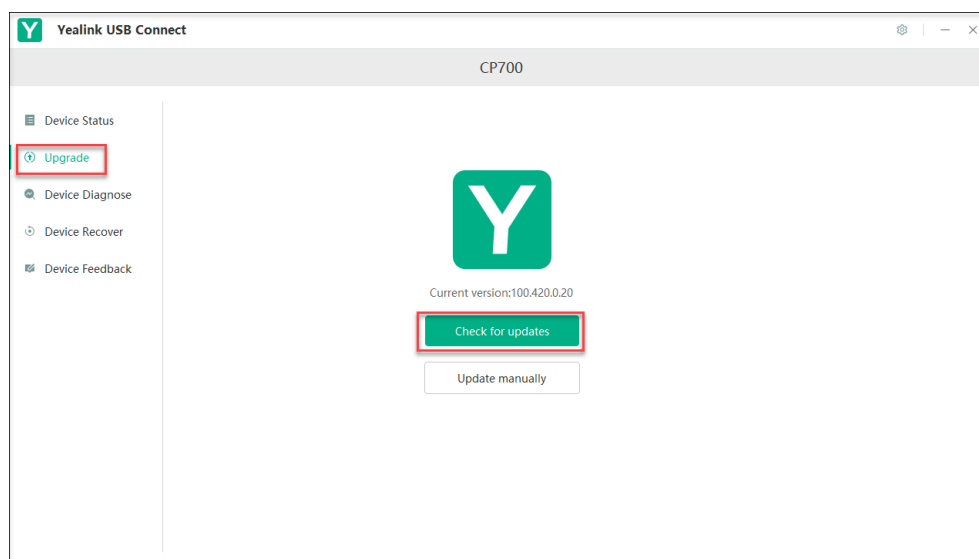 Y Yealink USB Connect
CP700
Device Status
Upgrade
Device Diagnose
Device Recover
Device Feedback
Y
Current version:100.420.0.20
Check for updates
Update manually